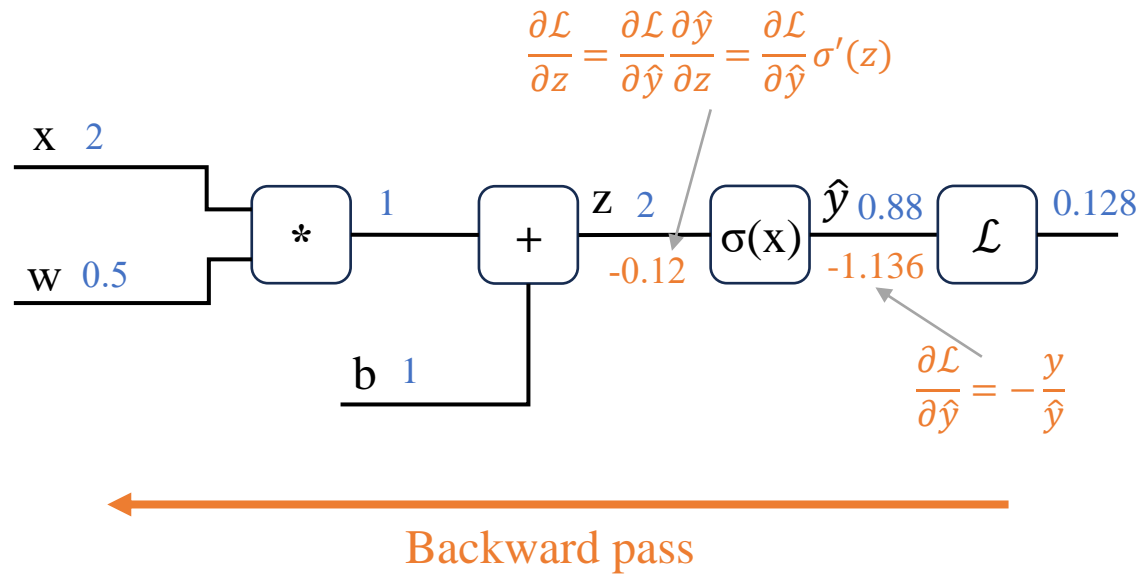 ∂ℒ/∂z = ∂ℒ/∂ŷ ∂ŷ/∂z = ∂ℒ/∂ŷ σ′(z)
x 2
* 1 + z 2 σ(x) ŷ 0.88 ℒ 0.128
-0.12 -1.136
w 0.5
∂ℒ/∂ŷ = − y/ŷ
b 1
Backward pass